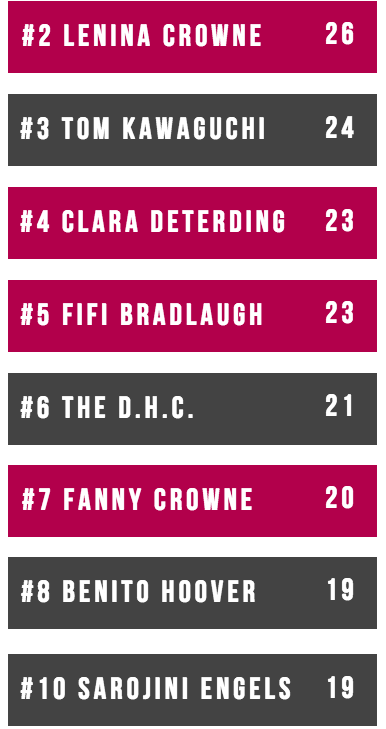 #2 LENINA CROWNE 26
#3 TOM KAWAGUCHI 24
#4 CLARA DETERDING 23
#5 FIFI BRADLAUGH 23
#6 THE D.H.C. 21
#7 FANNY CROWNE 20
#8 BENITO HOOVER 19
#10 SAROJINI ENGELS 19